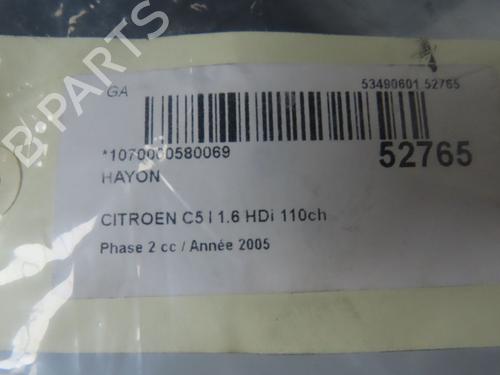 B-PARTS
GA
53490601 52765
*1070000580069
52765
HAYON
CITROEN C5 I 1.6 HDi 110ch
Phase 2 cc / Année 2005